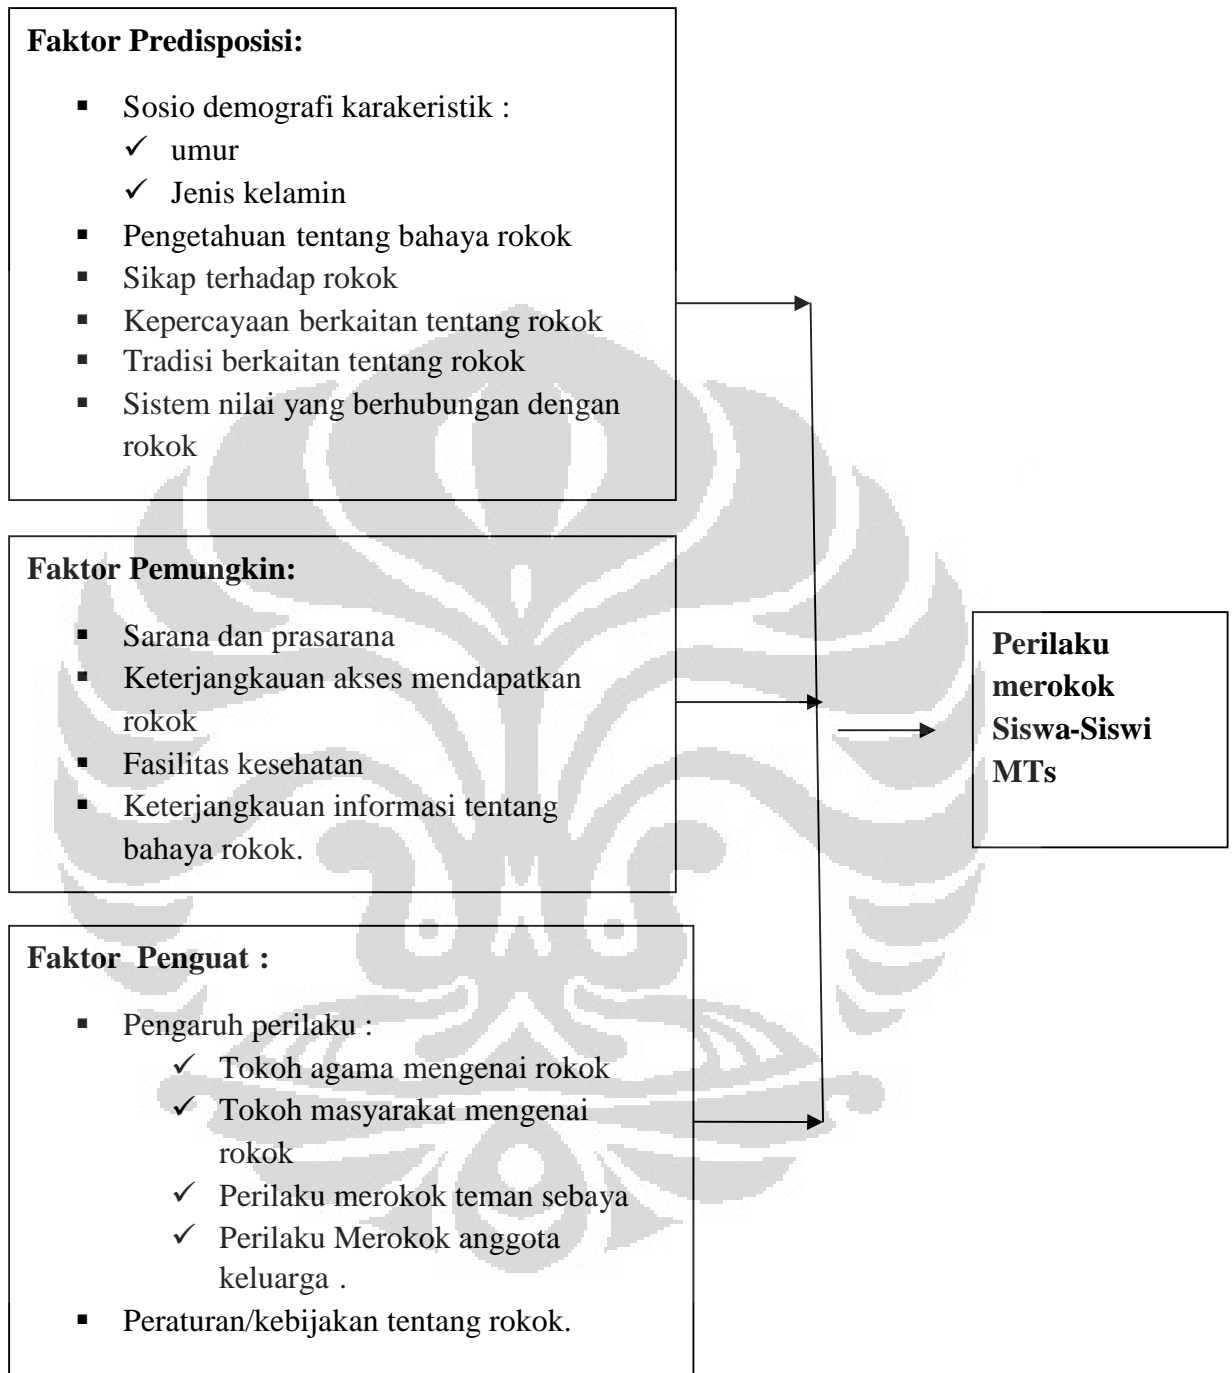 Faktor Predisposisi:
▪ Sosio demografi karakeristik :
✓ umur
✓ Jenis kelamin
▪ Pengetahuan tentang bahaya rokok
▪ Sikap terhadap rokok
▪ Kepercayaan berkaitan tentang rokok
▪ Tradisi berkaitan tentang rokok
▪ Sistem nilai yang berhubungan dengan
rokok
Faktor Pemungkin:
▪ Sarana dan prasarana
▪ Keterjangkauan akses mendapatkan
rokok
▪ Fasilitas kesehatan
▪ Keterjangkauan informasi tentang
bahaya rokok.
Faktor Penguat :
▪ Pengaruh perilaku :
✓ Tokoh agama mengenai rokok
✓ Tokoh masyarakat mengenai
rokok
✓ Perilaku merokok teman sebaya
✓ Perilaku Merokok anggota
keluarga .
▪ Peraturan/kebijakan tentang rokok.
Perilaku
merokok
Siswa-Siswi
MTs